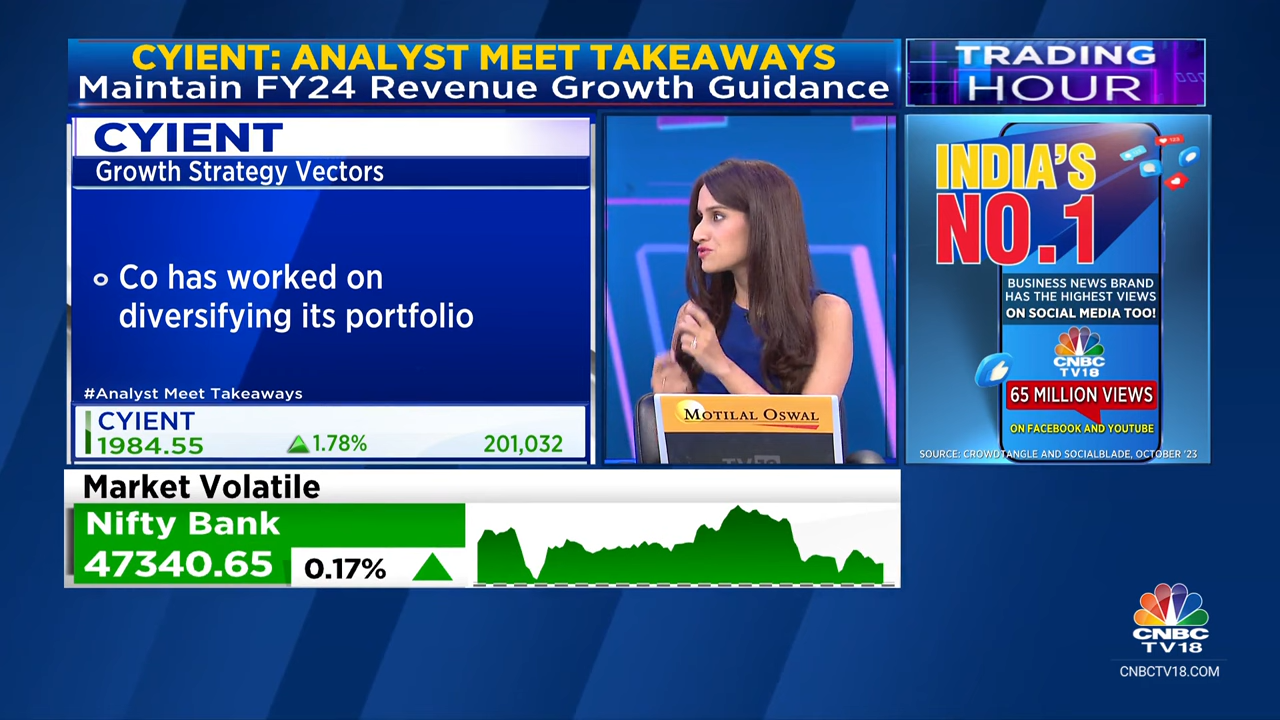 CYIENT: ANALYST MEET TAKEAWAYS
Maintain FY24 Revenue Growth Guidance
TRADING
HOUR
CYIENT
Growth Strategy Vectors
Co has worked on
diversifying its portfolio
#Analyst Meet Takeaways
CYIENT
1984.55 1.78% 201,032
MOTILAL OSWAL
TV18
INDIA'S
NO.1
BUSINESS NEWS BRAND
HAS THE HIGHEST VIEWS
ON SOCIAL MEDIA TOO!
CNBC
TV18
65 MILLION VIEWS
ON FACEBOOK AND YOUTUBE
SOURCE: CROWDTANGLE AND SOCIALBLADE, OCTOBER '23
Market Volatile
Nifty Bank
47340.65 0.17%
CNBC
TV18
CNBCTV18.COM